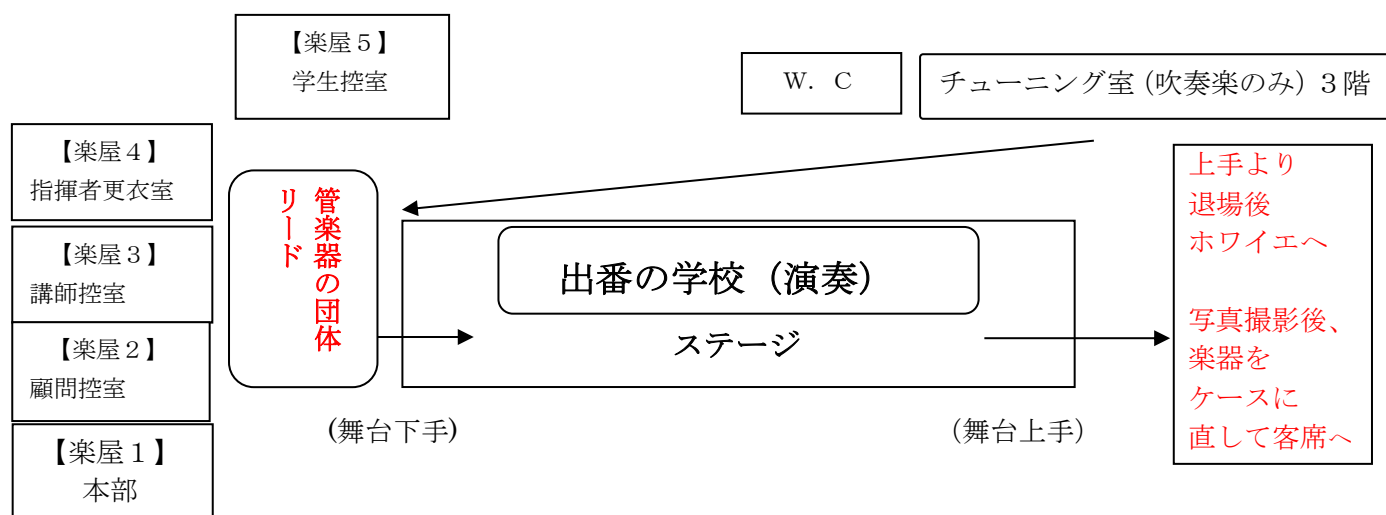 【楽屋５】
学生控室
W．C
チューニング室（吹奏楽のみ）３階
【楽屋４】
指揮者更衣室
【楽屋３】
講師控室
【楽屋２】
顧問控室
【楽屋１】
本部
管楽器の団体
リード
出番の学校（演奏）
ステージ
(舞台下手)
（舞台上手）
上手より
退場後
ホワイエへ
写真撮影後、
楽器を
ケースに
直して客席へ